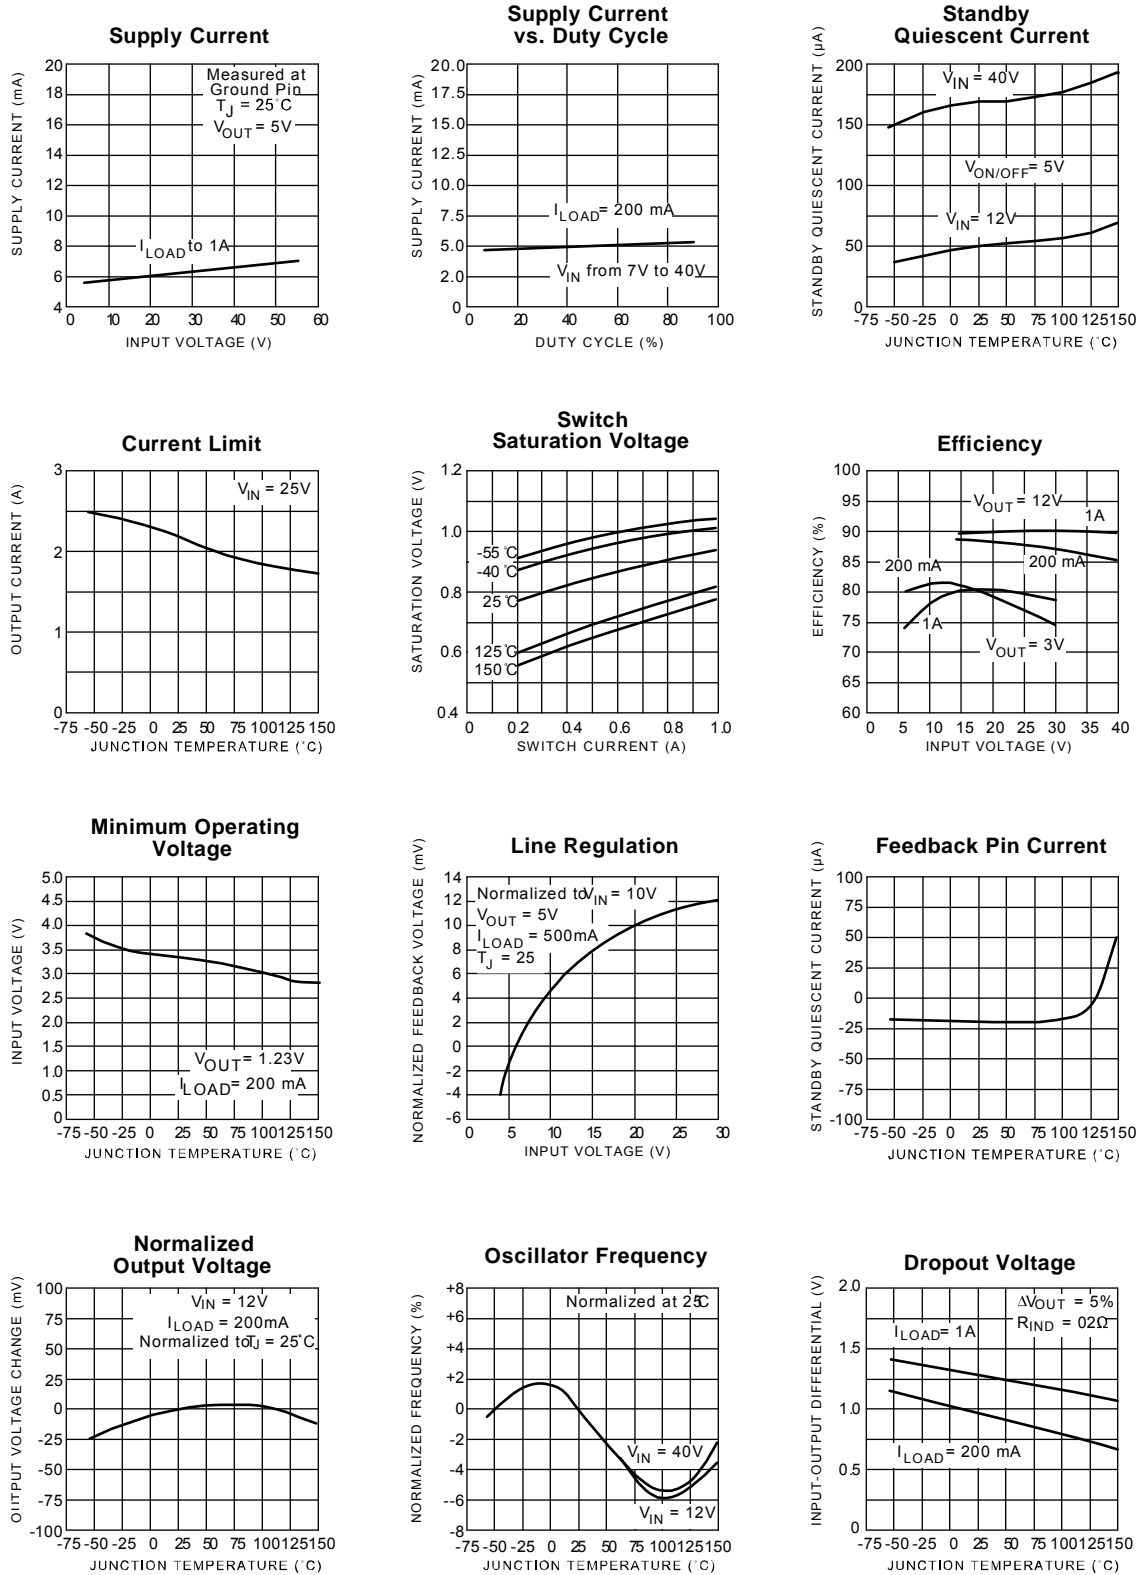 Supply Current
20
18
16
14
12
10
8
6
4
0 10 20 30 40 50 60
SUPPLY CURRENT (mA)
INPUT VOLTAGE (V)
Measured at
Ground Pin
TJ = 25˚C
VOUT = 5V
ILOAD to 1A
Supply Current
vs. Duty Cycle
20.0
17.5
15.0
12.5
10.0
7.5
5.0
2.0
0
0 20 40 60 80 100
SUPPLY CURRENT (mA)
DUTY CYCLE (%)
ILOAD = 200 mA
VIN from 7V to 40V
Standby
Quiescent Current
200
150
100
50
0
-75 -50 -25 0 25 50 75 100 125 150
STANDBY QUIESCENT CURRENT (µA)
JUNCTION TEMPERATURE (˚C)
VIN = 40V
VON/OFF = 5V
VIN = 12V
Current Limit
3
2
1
0
-75 -50 -25 0 25 50 75 100 125 150
OUTPUT CURRENT (A)
JUNCTION TEMPERATURE (˚C)
VIN = 25V
Switch
Saturation Voltage
1.2
1.0
0.8
0.6
0.4
0 0.2 0.4 0.6 0.8 1.0
SATURATION VOLTAGE (V)
SWITCH CURRENT (A)
-55˚C
-40˚C
25˚C
125˚C
150˚C
Efficiency
100
95
90
85
80
75
70
65
60
0 5 10 15 20 25 30 35 40
EFFICIENCY (%)
INPUT VOLTAGE (V)
VOUT = 12V
1A
200 mA
200 mA
1A
VOUT = 3V
Minimum Operating
Voltage
5.0
4.5
4.0
3.5
3.0
2.5
2.0
1.5
1.0
0.5
0
-75 -50 -25 0 25 50 75 100 125 150
INPUT VOLTAGE (V)
JUNCTION TEMPERATURE (˚C)
VOUT = 1.23V
ILOAD = 200 mA
Line Regulation
14
12
10
8
6
4
2
0
-2
-4
-6
0 5 10 15 20 25 30
NORMALIZED FEEDBACK VOLTAGE (mV)
INPUT VOLTAGE (V)
Normalized to VIN = 10V
VOUT = 5V
ILOAD = 500mA
TJ = 25
Feedback Pin Current
100
75
50
25
0
-25
-50
-75
-100
-75 -50 -25 0 25 50 75 100 125 150
STANDBY QUIESCENT CURRENT (µA)
JUNCTION TEMPERATURE (˚C)
Normalized
Output Voltage
100
75
50
25
0
-25
-50
-75
-100
-75 -50 -25 0 25 50 75 100 125 150
OUTPUT VOLTAGE CHANGE (mV)
JUNCTION TEMPERATURE (˚C)
VIN = 12V
ILOAD = 200mA
Normalized to TJ = 25˚C
Oscillator Frequency
+8
+6
+4
+2
0
-2
-4
--6
-8
-75 -50 -25 0 25 50 75 100 125 150
NORMALIZED FREQUENCY (%)
JUNCTION TEMPERATURE (˚C)
Normalized at 25˚C
VIN = 40V
VIN = 12V
Dropout Voltage
2.0
1.5
1.0
0.5
0
-75 -50 -25 0 25 50 75 100 125 150
INPUT-OUTPUT DIFFERENTIAL (V)
JUNCTION TEMPERATURE (˚C)
ΔVOUT = 5%
RIND = 02Ω
ILOAD = 1A
ILOAD = 200 mA